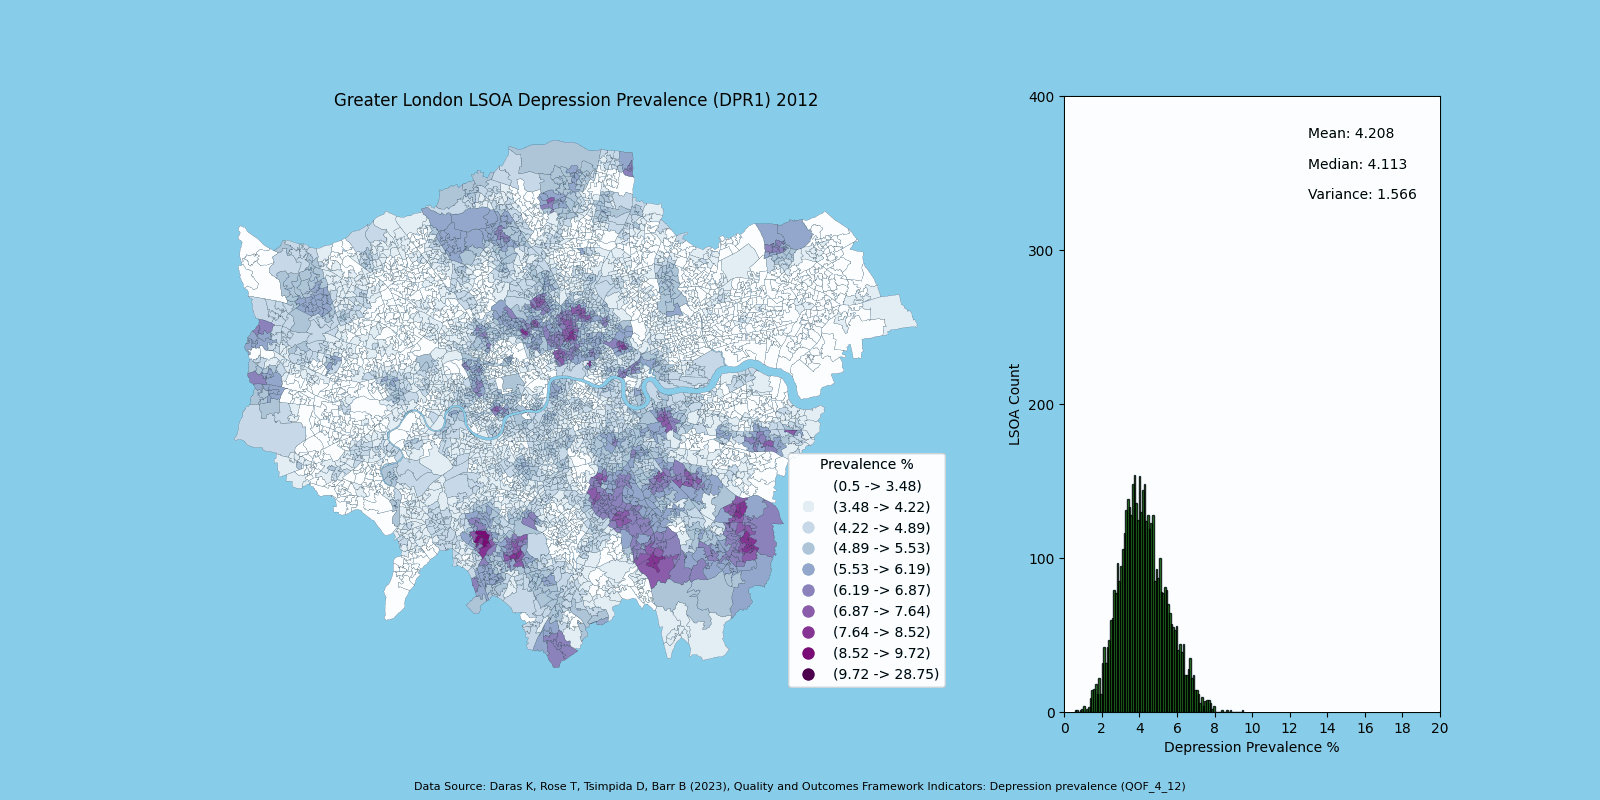 Greater London LSOA Depression Prevalence (DPR1) 2012
Prevalence %
(0.5 -> 3.48)
(3.48 -> 4.22)
(4.22 -> 4.89)
(4.89 -> 5.53)
(5.53 -> 6.19)
(6.19 -> 6.87)
(6.87 -> 7.64)
(7.64 -> 8.52)
(8.52 -> 9.72)
(9.72 -> 28.75)
Mean: 4.208
Median: 4.113
Variance: 1.566
LSOA Count
400
300
200
100
0
0 2 4 6 8 10 12 14 16 18 20
Depression Prevalence %
Data Source: Daras K, Rose T, Tsimpida D, Barr B (2023), Quality and Outcomes Framework Indicators: Depression prevalence (QOF_4_12)